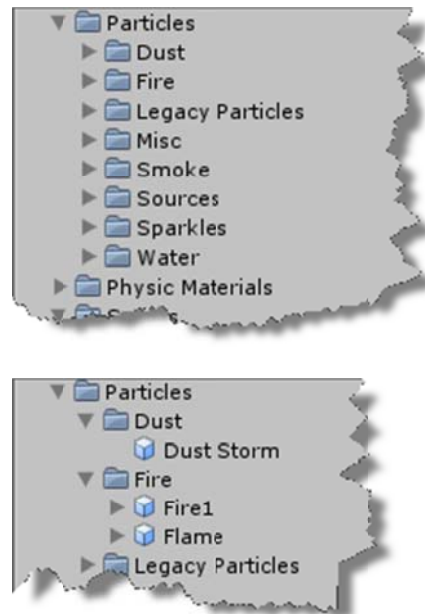 Particles
Dust
Fire
Legacy Particles
Misc
Smoke
Sources
Sparkles
Water
Physic Materials
Particles
Dust
Dust Storm
Fire
Fire1
Flame
Legacy Particles